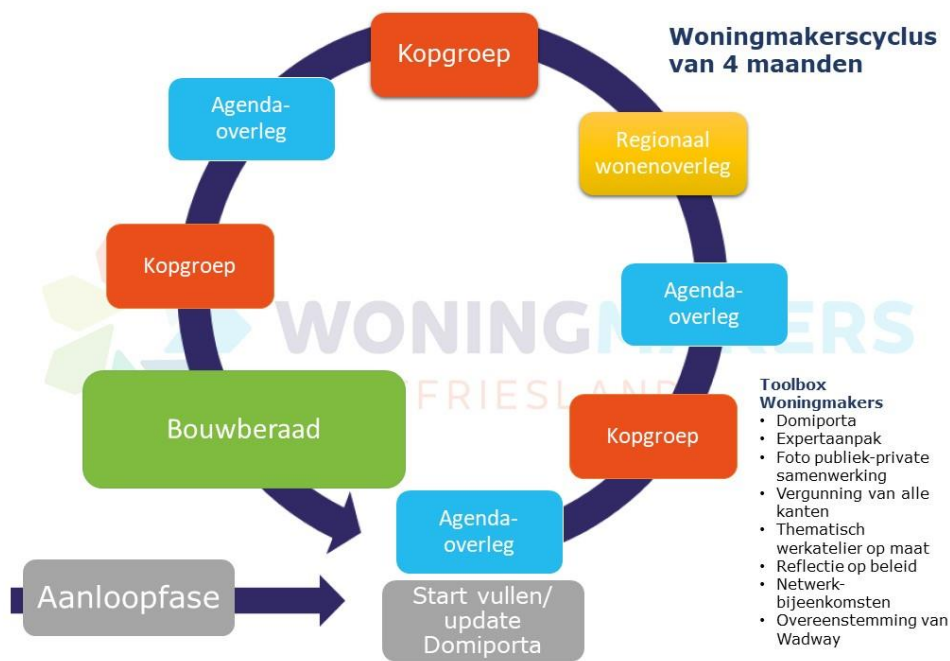 Woningmakerscyclus
van 4 maanden
Kopgroep
Agenda-
overleg
Regionaal
wonenoverleg
Kopgroep
Agenda-
overleg
WONINGMAKERS
FRIESLAND
Bouwberaad
Kopgroep
Agenda-
overleg
Aanloopfase
Start vullen/
update
Domiporta
Toolbox
Woningmakers
• Domiporta
• Expertaanpak
• Foto publiek-private
samenwerking
• Vergunning van alle
kanten
• Thematisch
werkatelier op maat
• Reflectie op beleid
• Netwerk-
bijeenkomsten
• Overeenstemming van
Wadway